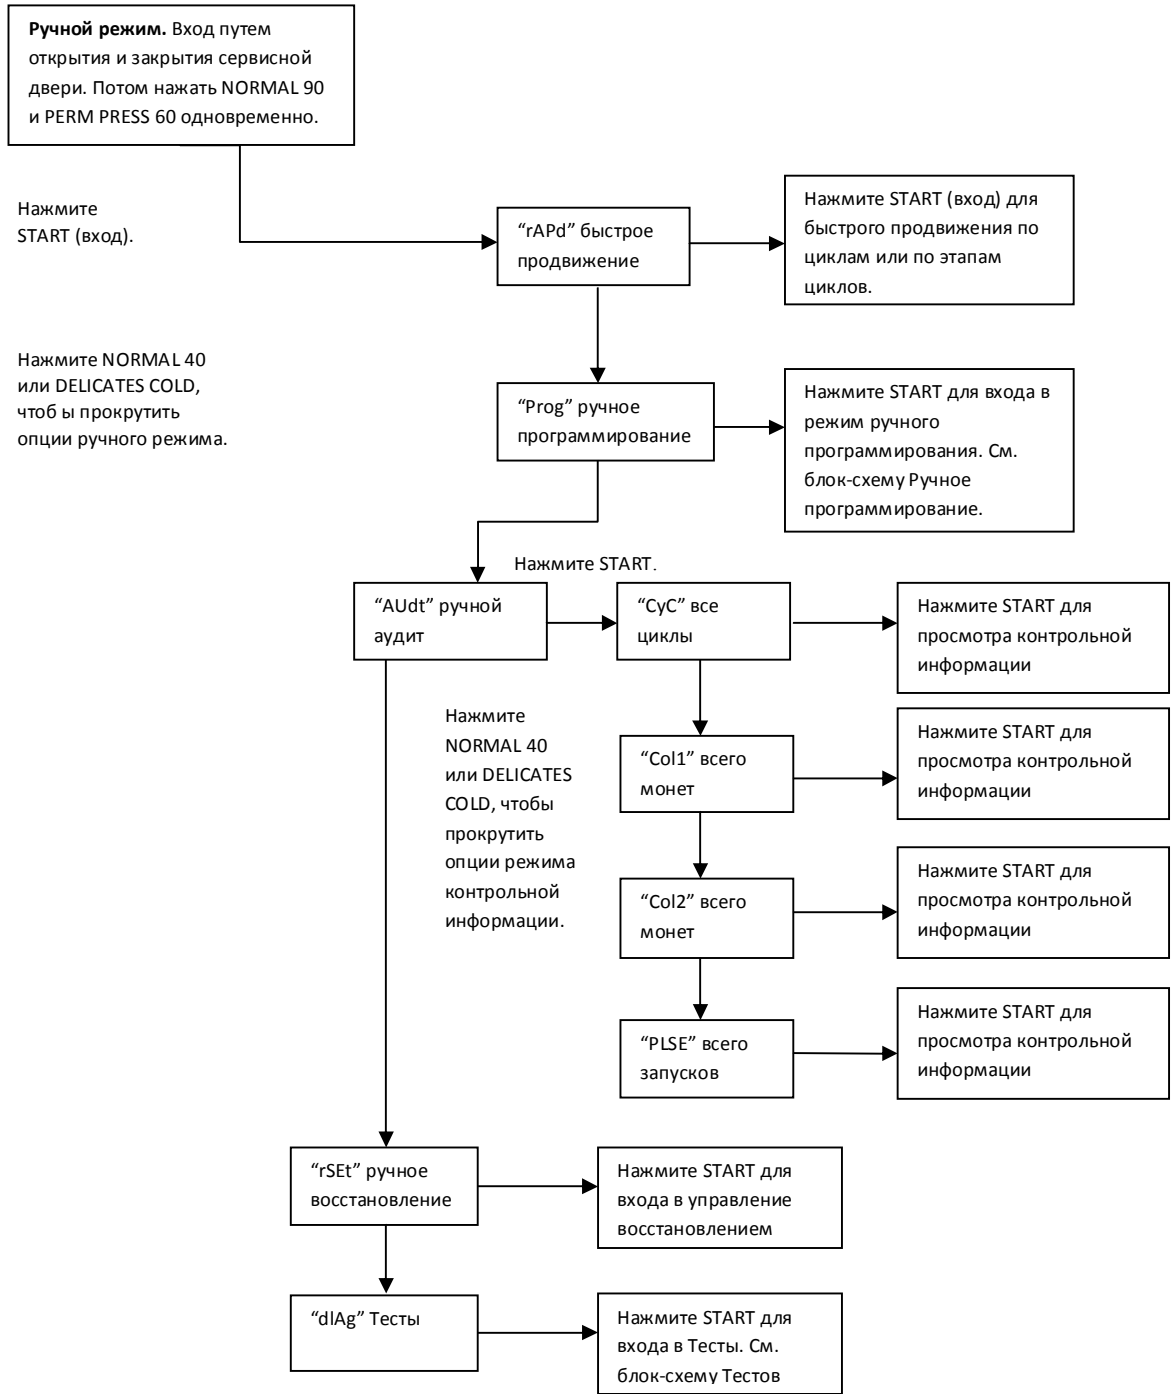 Ручной режим. Вход путем
открытия и закрытия сервисной
двери. Потом нажать NORMAL 90
и PERM PRESS 60 одновременно.
Нажмите
START (вход).
“rAPd” быстрое
продвижение
Нажмите START (вход) для
быстрого продвижения по
циклам или по этапам
циклов.
Нажмите NORMAL 40
или DELICATES COLD,
чтоб ы прокрутить
опции ручного режима.
“Prog” ручное
программирование
Нажмите START для входа в
режим ручного
программирования. См.
блок-схему Ручное
программирование.
Нажмите START.
“AUdt” ручной
аудит
“CyC” все
циклы
Нажмите START для
просмотра контрольной
информации
Нажмите
NORMAL 40
или DELICATES
COLD, чтобы
прокрутить
опции режима
контрольной
информации.
“Col1” всего
монет
Нажмите START для
просмотра контрольной
информации
“Col2” всего
монет
Нажмите START для
просмотра контрольной
информации
“PLSE” всего
запусков
Нажмите START для
просмотра контрольной
информации
“rSEt” ручное
восстановление
Нажмите START для
входа в управление
восстановлением
“dlAg” Тесты
Нажмите START для
входа в Тесты. См.
блок-схему Тестов